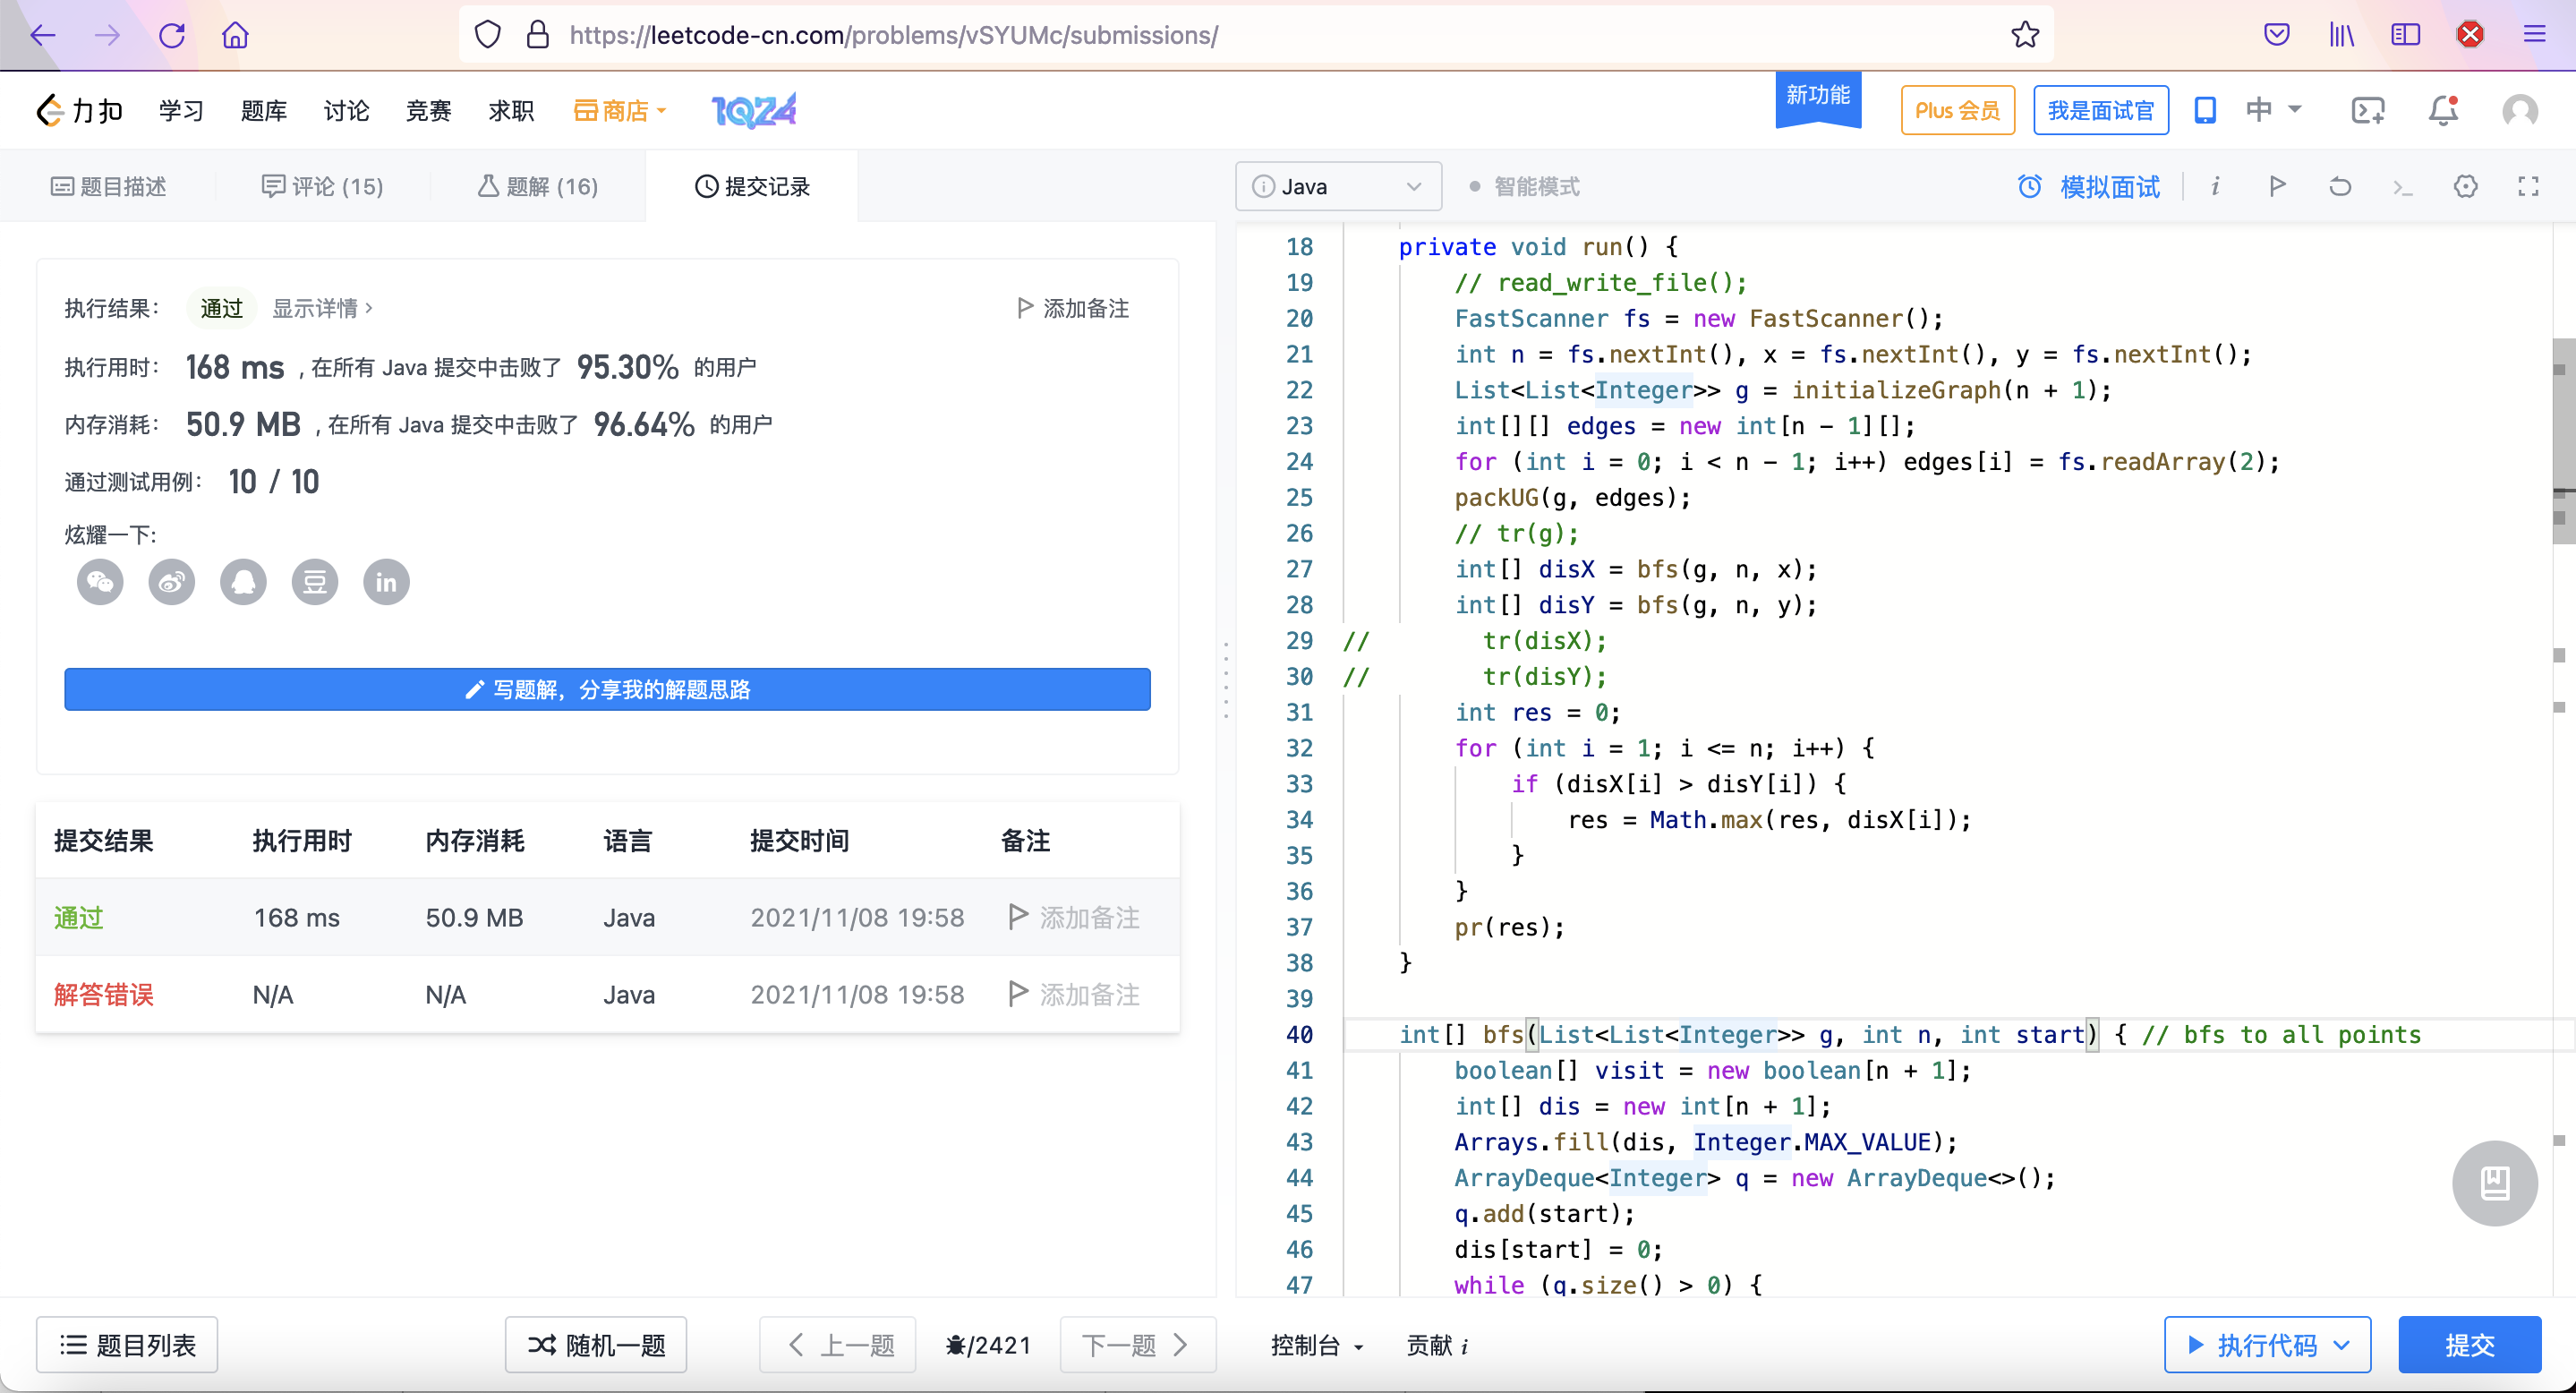 https://leetcode-cn.com/problems/vSYUMc/submissions/
力扣 学习 题库 讨论 竞赛 求职 商店 1024 新功能 Plus 会员 我是面试官 中
题目描述 评论 (15) 题解 (16) 提交记录
i Java 智能模式 模拟面试 i
执行结果： 通过 显示详情 > 添加备注
执行用时： 168 ms , 在所有 Java 提交中击败了 95.30% 的用户
内存消耗： 50.9 MB , 在所有 Java 提交中击败了 96.64% 的用户
通过测试用例： 10 / 10
炫耀一下:
豆 in
写题解，分享我的解题思路
提交结果 执行用时 内存消耗 语言 提交时间 备注
通过 168 ms 50.9 MB Java 2021/11/08 19:58 添加备注
解答错误 N/A N/A Java 2021/11/08 19:58 添加备注
18 private void run() {
19 // read_write_file();
20 FastScanner fs = new FastScanner();
21 int n = fs.nextInt(), x = fs.nextInt(), y = fs.nextInt();
22 List<List<Integer>> g = initializeGraph(n + 1);
23 int[][] edges = new int[n - 1][];
24 for (int i = 0; i < n - 1; i++) edges[i] = fs.readArray(2);
25 packUG(g, edges);
26 // tr(g);
27 int[] disX = bfs(g, n, x);
28 int[] disY = bfs(g, n, y);
29 // tr(disX);
30 // tr(disY);
31 int res = 0;
32 for (int i = 1; i <= n; i++) {
33 if (disX[i] > disY[i]) {
34 res = Math.max(res, disX[i]);
35 }
36 }
37 pr(res);
38 }
39
40 int[] bfs(List<List<Integer>> g, int n, int start) { // bfs to all points
41 boolean[] visit = new boolean[n + 1];
42 int[] dis = new int[n + 1];
43 Arrays.fill(dis, Integer.MAX_VALUE);
44 ArrayDeque<Integer> q = new ArrayDeque<>();
45 q.add(start);
46 dis[start] = 0;
47 while (q.size() > 0) {
题目列表 随机一题 上一题 /2421 下一题 控制台 贡献 i 执行代码 提交